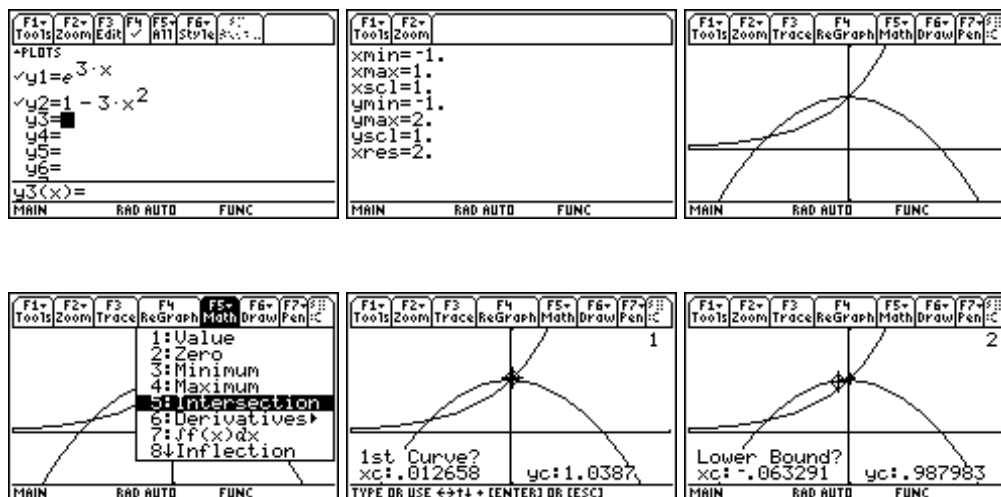 F1▾ F2▾ F3 F4 F5▾ F6▾
Tools Zoom Edit ✓ All Style
▴PLOTS
✓y1=e^3·x
✓y2=1 - 3·x²
y3=
y4=
y5=
y6=
y3(x)=
MAIN RAD AUTO FUNC
F1▾ F2▾
Tools Zoom
xmin=-1.
xmax=1.
xscl=1.
ymin=-1.
ymax=2.
yscl=1.
xres=2.
MAIN RAD AUTO FUNC
F1▾ F2▾ F3 F4 F5▾ F6▾ F7▾
Tools Zoom Trace ReGraph Math Draw Pen
MAIN RAD AUTO FUNC
F1▾ F2▾ F3 F4 F5▾ F6▾ F7▾
Tools Zoom Trace ReGraph Math Draw Pen
1:Value
2:Zero
3:Minimum
4:Maximum
5:Intersection
6:Derivatives▸
7:∫f(x)dx
8↓Inflection
MAIN RAD AUTO FUNC
F1▾ F2▾ F3 F4 F5▾ F6▾ F7▾
Tools Zoom Trace ReGraph Math Draw Pen
1
1st Curve?
xc:.012658 yc:1.0387
TYPE OR USE ←→↑↓ + [ENTER] OR [ESC]
F1▾ F2▾ F3 F4 F5▾ F6▾ F7▾
Tools Zoom Trace ReGraph Math Draw Pen
2
Lower Bound?
xc:-.063291 yc:.987983
MAIN RAD AUTO FUNC